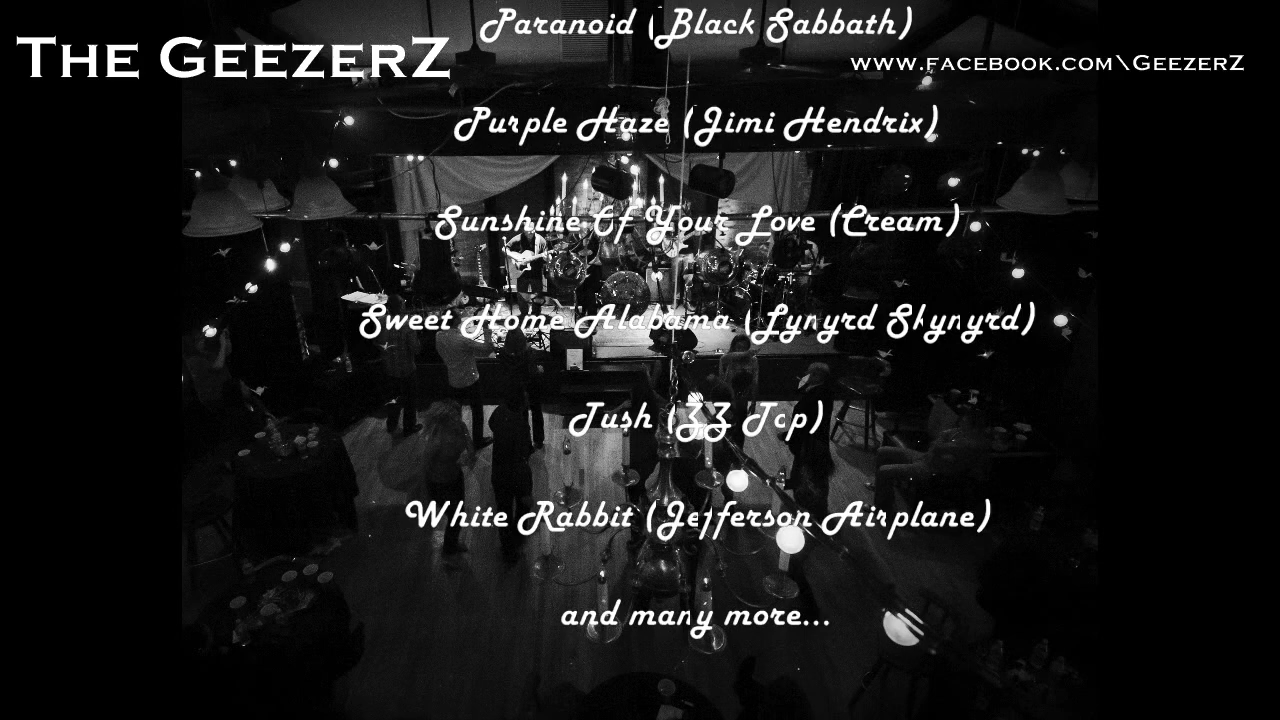 Paranoid (Black Sabbath)
THE GEEZERZ
WWW.FACEBOOK.COM\GEEZERZ
Purple Haze (Jimi Hendrix)
Sunshine Of Your Love (Cream)
Sweet Home Alabama (Lynyrd Skynyrd)
Tush (ZZ Top)
White Rabbit (Jefferson Airplane)
and many more...